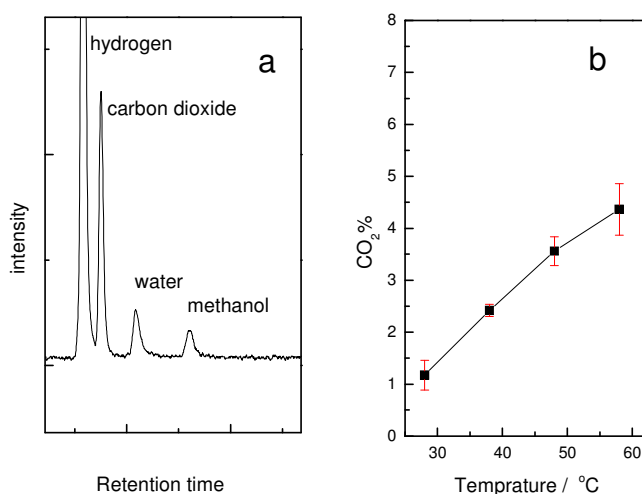 hydrogen
a
carbon dioxide
water
methanol
intensity
Retention time
b
8
7
6
5
4
3
2
1
0
CO2%
30
40
50
60
Temprature / °C